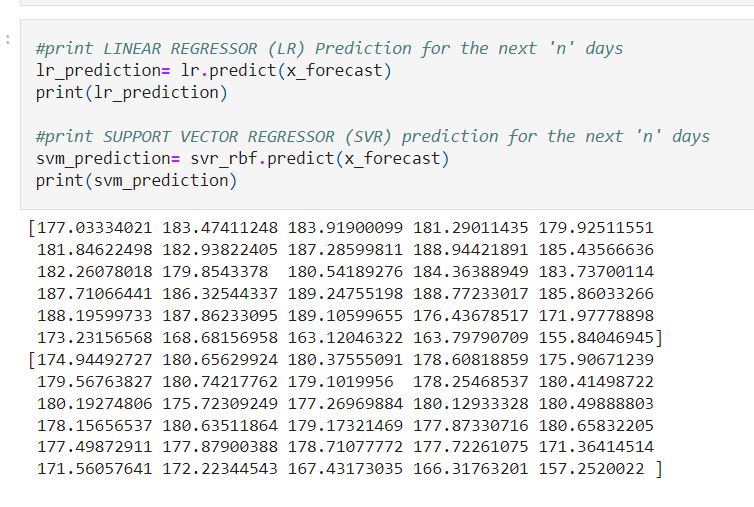 :
#print LINEAR REGRESSOR (LR) Prediction for the next 'n' days
lr_prediction= lr.predict(x_forecast)
print(lr_prediction)
#print SUPPORT VECTOR REGRESSOR (SVR) prediction for the next 'n' days
svm_prediction= svr_rbf.predict(x_forecast)
print(svm_prediction)
[177.03334021 183.47411248 183.91900099 181.29011435 179.92511551
181.84622498 182.93822405 187.28599811 188.94421891 185.43566636
182.26078018 179.8543378  180.54189276 184.36388949 183.73700114
187.71066441 186.32544337 189.24755198 188.77233017 185.86033266
188.19599733 187.86233095 189.10599655 176.43678517 171.97778898
173.23156568 168.68156958 163.12046322 163.79790709 155.84046945]
[174.94492727 180.65629924 180.37555091 178.60818859 175.90671239
179.56763827 180.74217762 179.1019956  178.25468537 180.41498722
180.19274806 175.72309249 177.26969884 180.12933328 180.49888803
178.15656537 180.63511864 179.17321469 177.87330716 180.65832205
177.49872911 177.87900388 178.71077772 177.72261075 171.36414514
171.56057641 172.22344543 167.43173035 166.31763201 157.2520022 ]